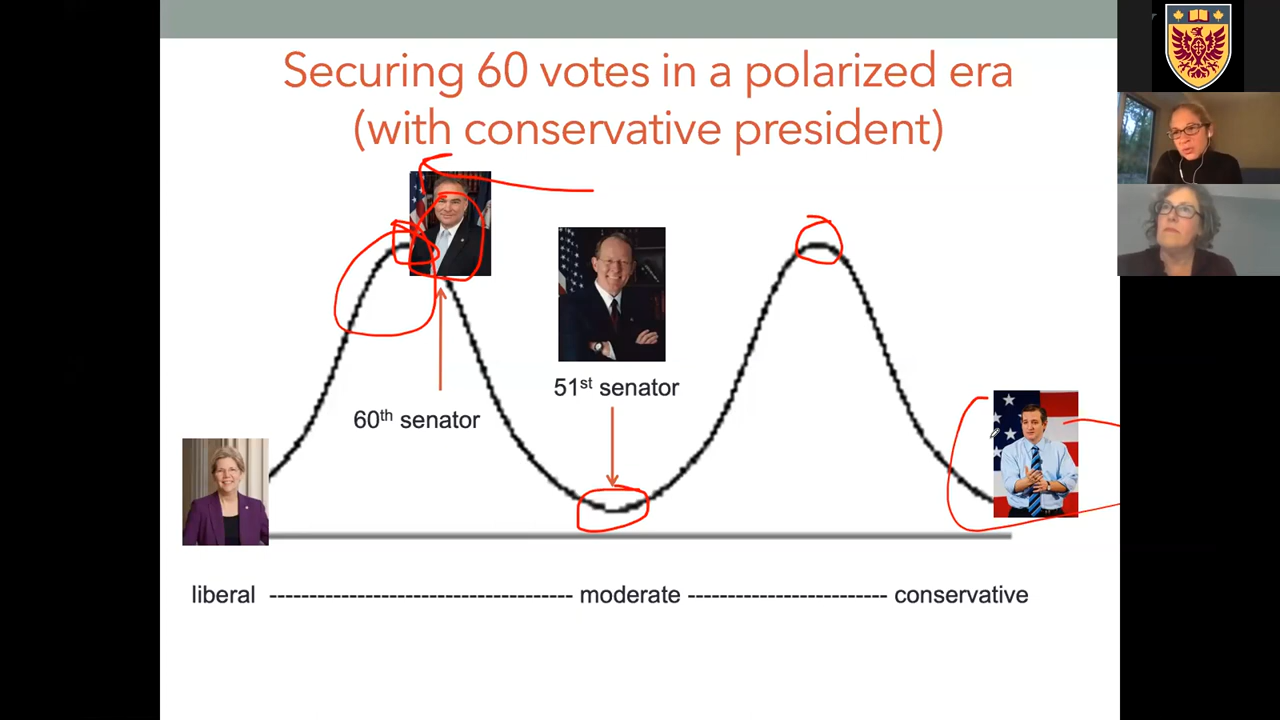 Securing 60 votes in a polarized era
(with conservative president)
51st senator
60th senator
liberal ---------------------------------------- moderate -------------------------- conservative